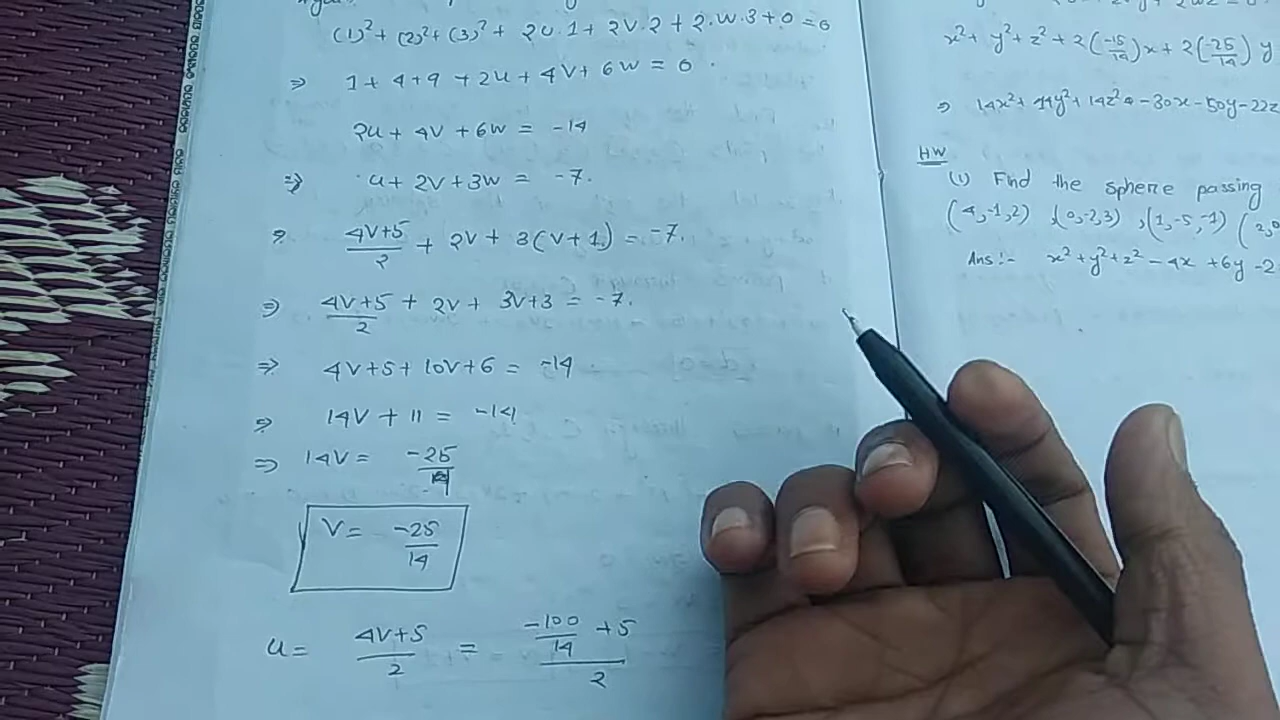 (1)² + (2)² + (3)² + 2u.1 + 2V.2 + 2.w.3 + 0 = 0
⇒ 1 + 4 + 9 + 2u + 4V + 6w = 0.
2u + 4V + 6w = -14
⇒ u + 2V + 3w = -7.
⇒ (4V+5)/2 + 2V + 3(V+1) = -7.
⇒ (4V+5)/2 + 2V + 3V+3 = -7.
⇒ 4V+5+10V+6 = -14.
⇒ 14V + 11 = -14
⇒ 14V = -25
V = -25/14
u = (4V+5)/2 = (-100/14 + 5)/2
x² + y² + z² + 2(-15/14)x + 2(-25/14) y
⇒ 14x² + 14y² + 14z² - 30x - 50y - 22z
HW
(1) Find the sphere passing
(4,-1,2) (0,-2,3), (1,-5,-1) (2,0
Ans :- x² + y² + z² - 4x + 6y - 2